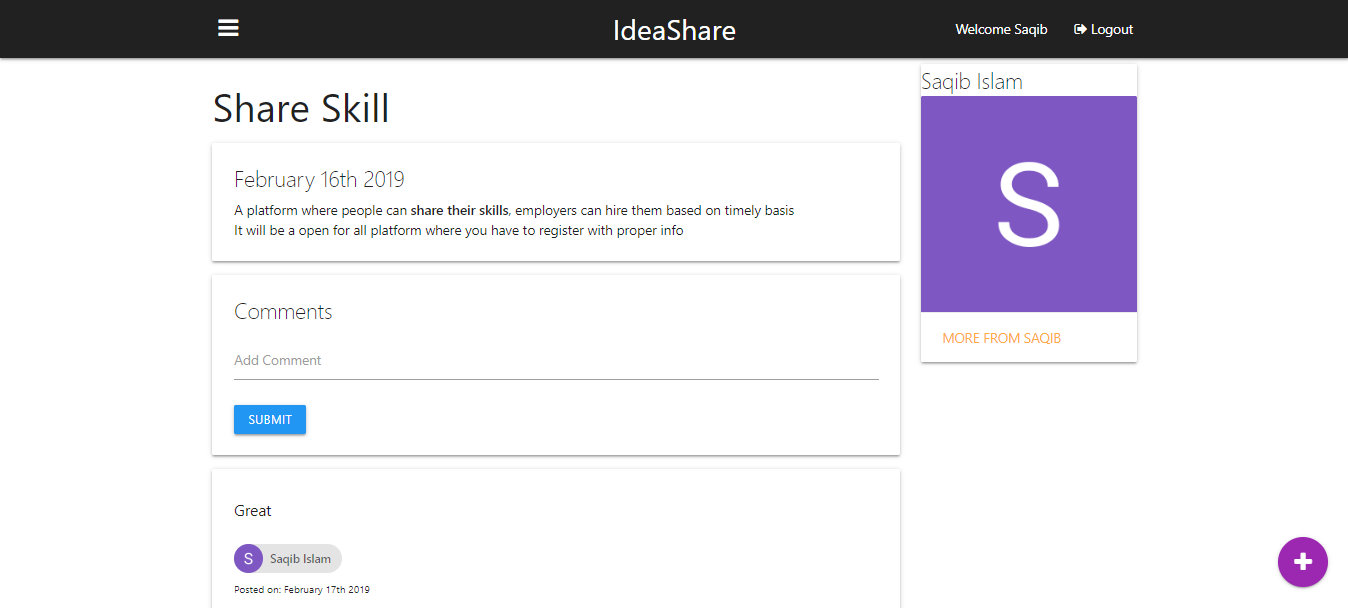 IdeaShare
Welcome Saqib
Logout
Share Skill
February 16th 2019
A platform where people can share their skills, employers can hire them based on timely basis
It will be a open for all platform where you have to register with proper info
Comments
Add Comment
SUBMIT
Great
S
Saqib Islam
Posted on: February 17th 2019
Saqib Islam
S
MORE FROM SAQIB